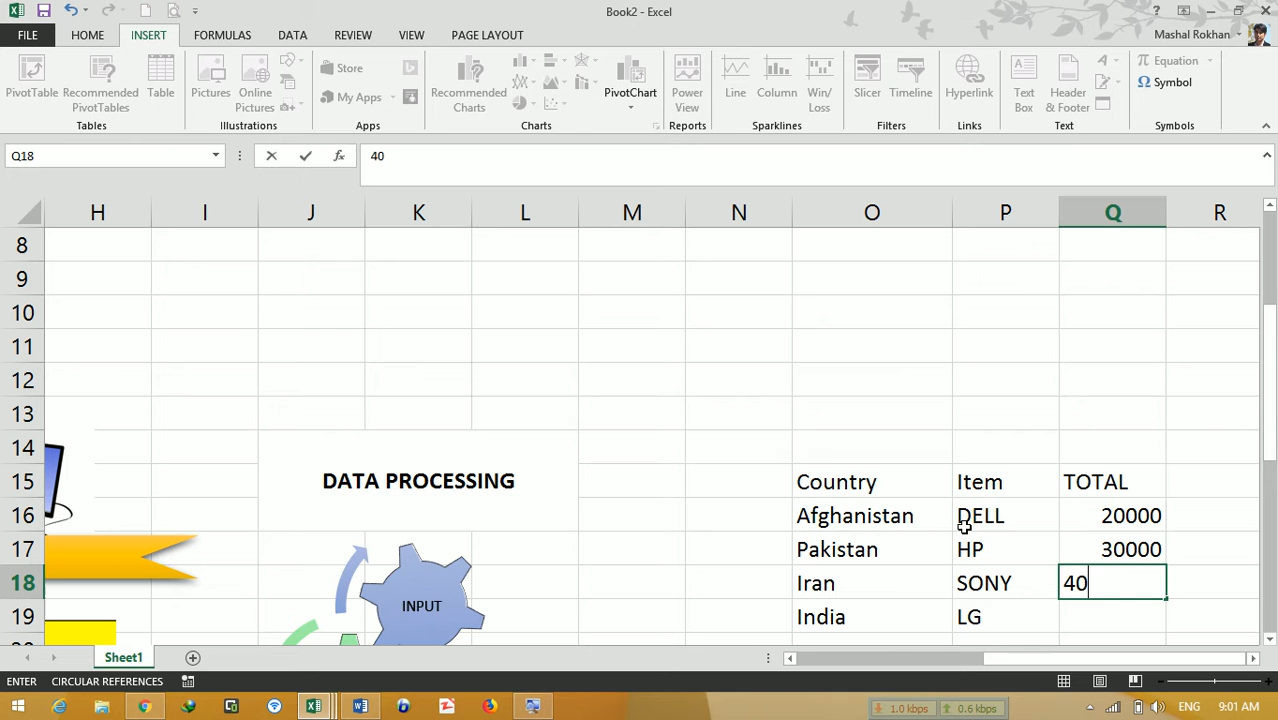 Book2 - Excel
FILE HOME INSERT FORMULAS DATA REVIEW VIEW PAGE LAYOUT Mashal Rokhan
PivotTable
Recommended PivotTables
Table
Tables
Pictures
Online Pictures
Illustrations
Store
My Apps
Apps
Recommended Charts
PivotChart
Charts
Power View
Reports
Line
Column
Win/Loss
Sparklines
Slicer
Timeline
Filters
Hyperlink
Links
Text Box
Header & Footer
Text
Equation
Symbol
Symbols
Q18 fx 40
H I J K L M N O P Q R
8
9
10
11
12
13
14
15 DATA PROCESSING Country Item TOTAL
16 Afghanistan DELL 20000
17 Pakistan HP 30000
18 INPUT Iran SONY 40
19 India LG
Sheet1
ENTER CIRCULAR REFERENCES
1.0 kbps 0.6 kbps ENG 9:01 AM